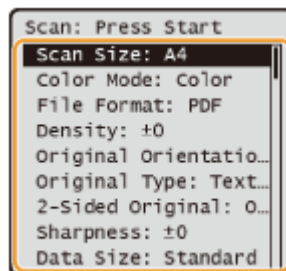 Scan: Press Start
Scan Size: A4
Color Mode: Color
File Format: PDF
Density: ±0
Original Orientatio…
Original Type: Text…
2-Sided Original: O…
Sharpness: ±0
Data Size: Standard